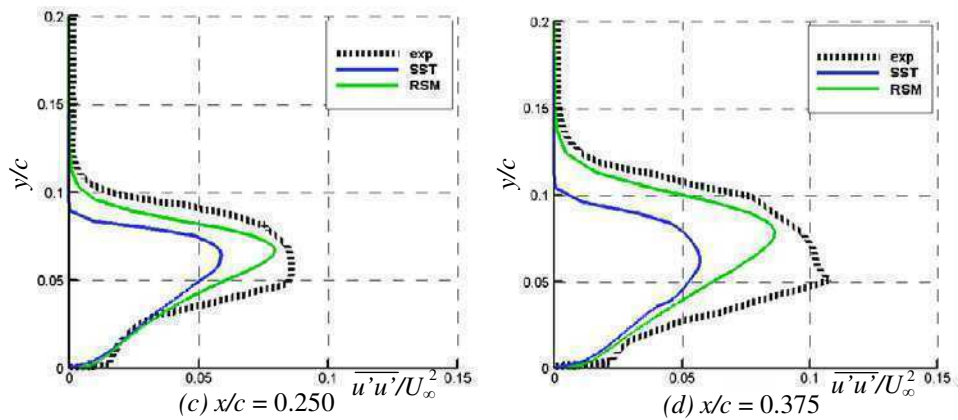 0.2
0.15
0.1
0.05
0
y/c
exp
SST
RSM
0 0.05 0.1 0.15
u'u'/U∞²
(c) x/c = 0.250
0.2
0.15
0.1
0.05
0
y/c
exp
SST
RSM
0 0.05 0.1 0.15
u'u'/U∞²
(d) x/c = 0.375